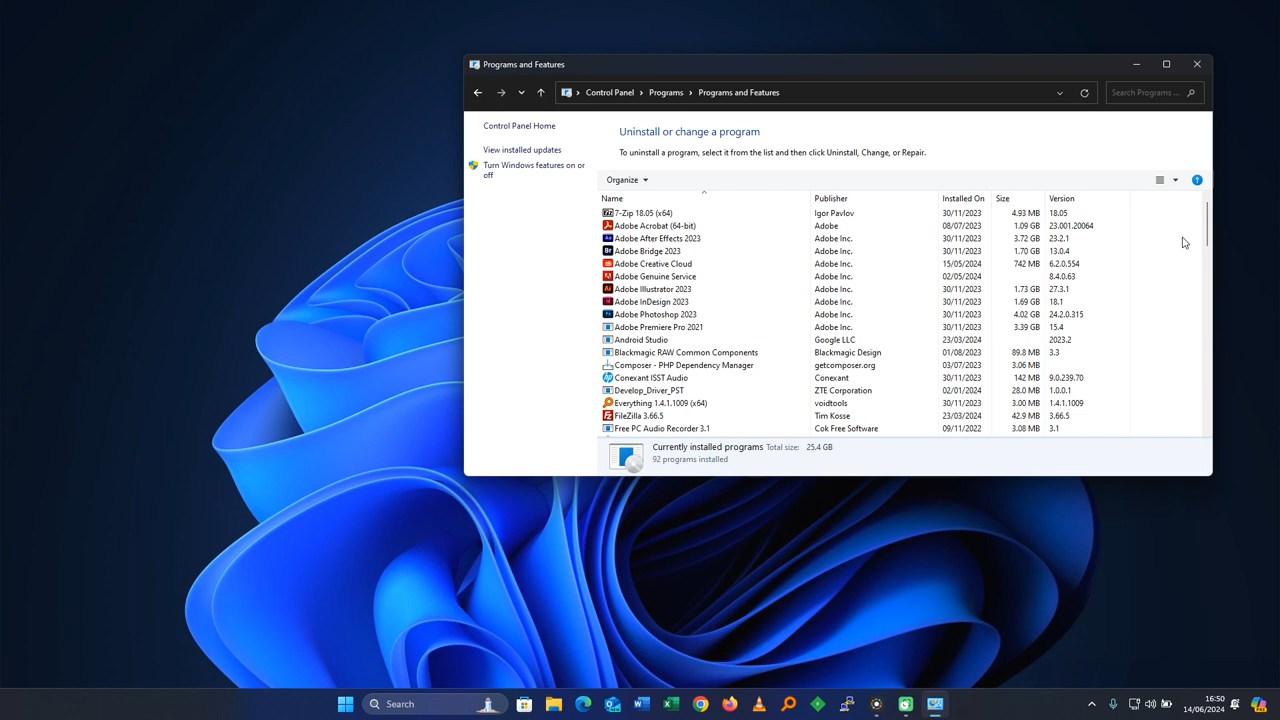 Programs and Features
Control Panel > Programs > Programs and Features
Search Programs ...
Control Panel Home
View installed updates
Turn Windows features on or
off
Uninstall or change a program
To uninstall a program, select it from the list and then click Uninstall, Change, or Repair.
Organize
Name Publisher Installed On Size Version
7-Zip 18.05 (x64) Igor Pavlov 30/11/2023 4.93 MB 18.05
Adobe Acrobat (64-bit) Adobe 08/07/2023 1.09 GB 23.001.20064
Adobe After Effects 2023 Adobe Inc. 30/11/2023 3.72 GB 23.2.1
Adobe Bridge 2023 Adobe Inc. 30/11/2023 1.70 GB 13.0.4
Adobe Creative Cloud Adobe Inc. 15/05/2024 742 MB 6.2.0.554
Adobe Genuine Service Adobe Inc. 02/05/2024 8.4.0.63
Adobe Illustrator 2023 Adobe Inc. 30/11/2023 1.73 GB 27.3.1
Adobe InDesign 2023 Adobe Inc. 30/11/2023 1.69 GB 18.1
Adobe Photoshop 2023 Adobe Inc. 30/11/2023 4.02 GB 24.2.0.315
Adobe Premiere Pro 2021 Adobe Inc. 30/11/2023 3.39 GB 15.4
Android Studio Google LLC 23/03/2024 2023.2
Blackmagic RAW Common Components Blackmagic Design 01/08/2023 89.8 MB 3.3
Composer - PHP Dependency Manager getcomposer.org 03/07/2023 3.06 MB
Conexant ISST Audio Conexant 30/11/2023 142 MB 9.0.239.70
Develop_Driver_PST ZTE Corporation 02/01/2024 28.0 MB 1.0.0.1
Everything 1.4.1.1009 (x64) voidtools 30/11/2023 3.00 MB 1.4.1.1009
FileZilla 3.66.5 Tim Kosse 23/03/2024 42.9 MB 3.66.5
Free PC Audio Recorder 3.1 Cok Free Software 09/11/2022 3.08 MB 3.1
Currently installed programs Total size: 25.4 GB
92 programs installed
Search
16:50
14/06/2024